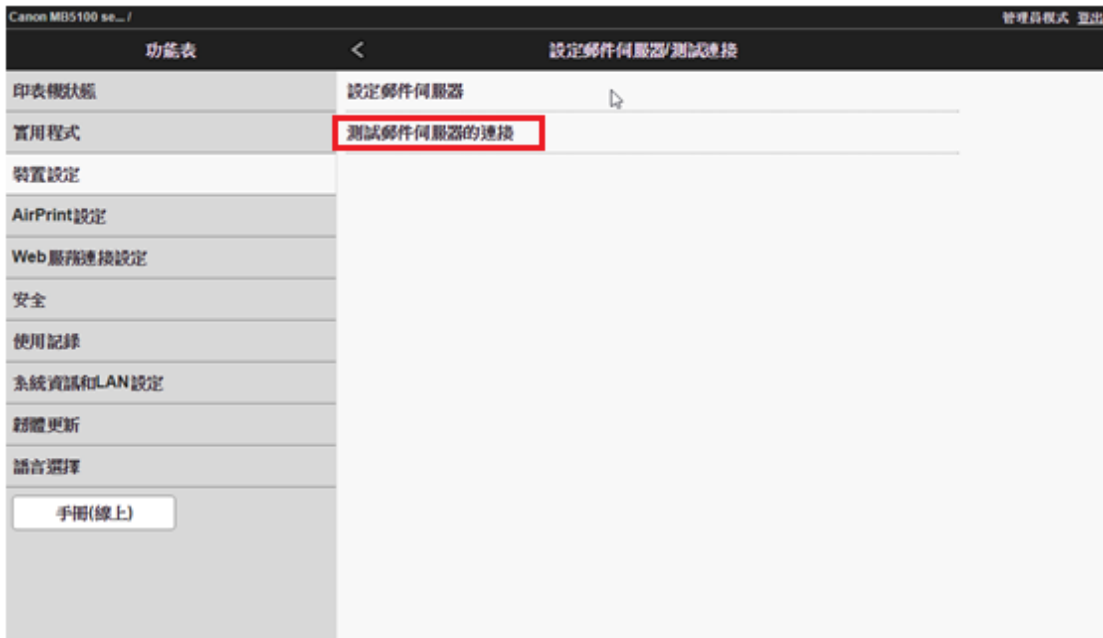 Canon MB5100 se... /
管理員模式 登出
功能表
<
設定郵件伺服器/測試連接
印表機狀態
實用程式
裝置設定
AirPrint設定
Web服務連接設定
安全
使用記錄
系統資訊和LAN設定
韌體更新
語言選擇
手冊(線上)
設定郵件伺服器
測試郵件伺服器的連接